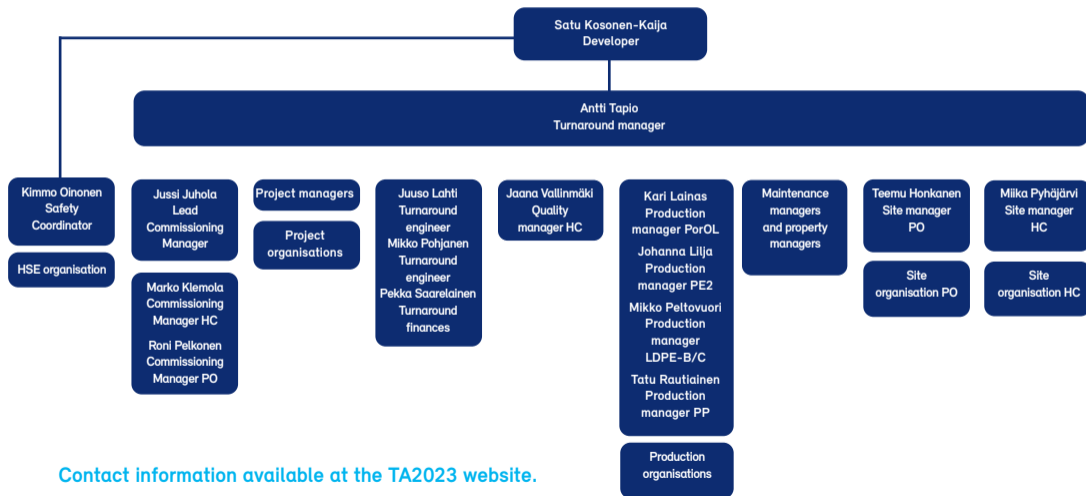 Satu Kosonen-Kaija
Developer
Antti Tapio
Turnaround manager
Kimmo Oinonen
Safety
Coordinator
HSE organisation
Jussi Juhola
Lead
Commissioning
Manager
Marko Klemola
Commissioning
Manager HC
Roni Pelkonen
Commissioning
Manager PO
Project managers
Project
organisations
Juuso Lahti
Turnaround
engineer
Mikko Pohjanen
Turnaround
engineer
Pekka Saarelainen
Turnaround
finances
Jaana Vallinmäki
Quality
manager HC
Kari Lainas
Production
manager PorOL
Johanna Lilja
Production
manager PE2
Mikko Peltovuori
Production
manager
LDPE-B/C
Tatu Rautiainen
Production
manager PP
Production
organisations
Maintenance
managers
and property
managers
Teemu Honkanen
Site manager
PO
Site
organisation PO
Miika Pyhäjärvi
Site manager
HC
Site
organisation HC
Contact information available at the TA2023 website.